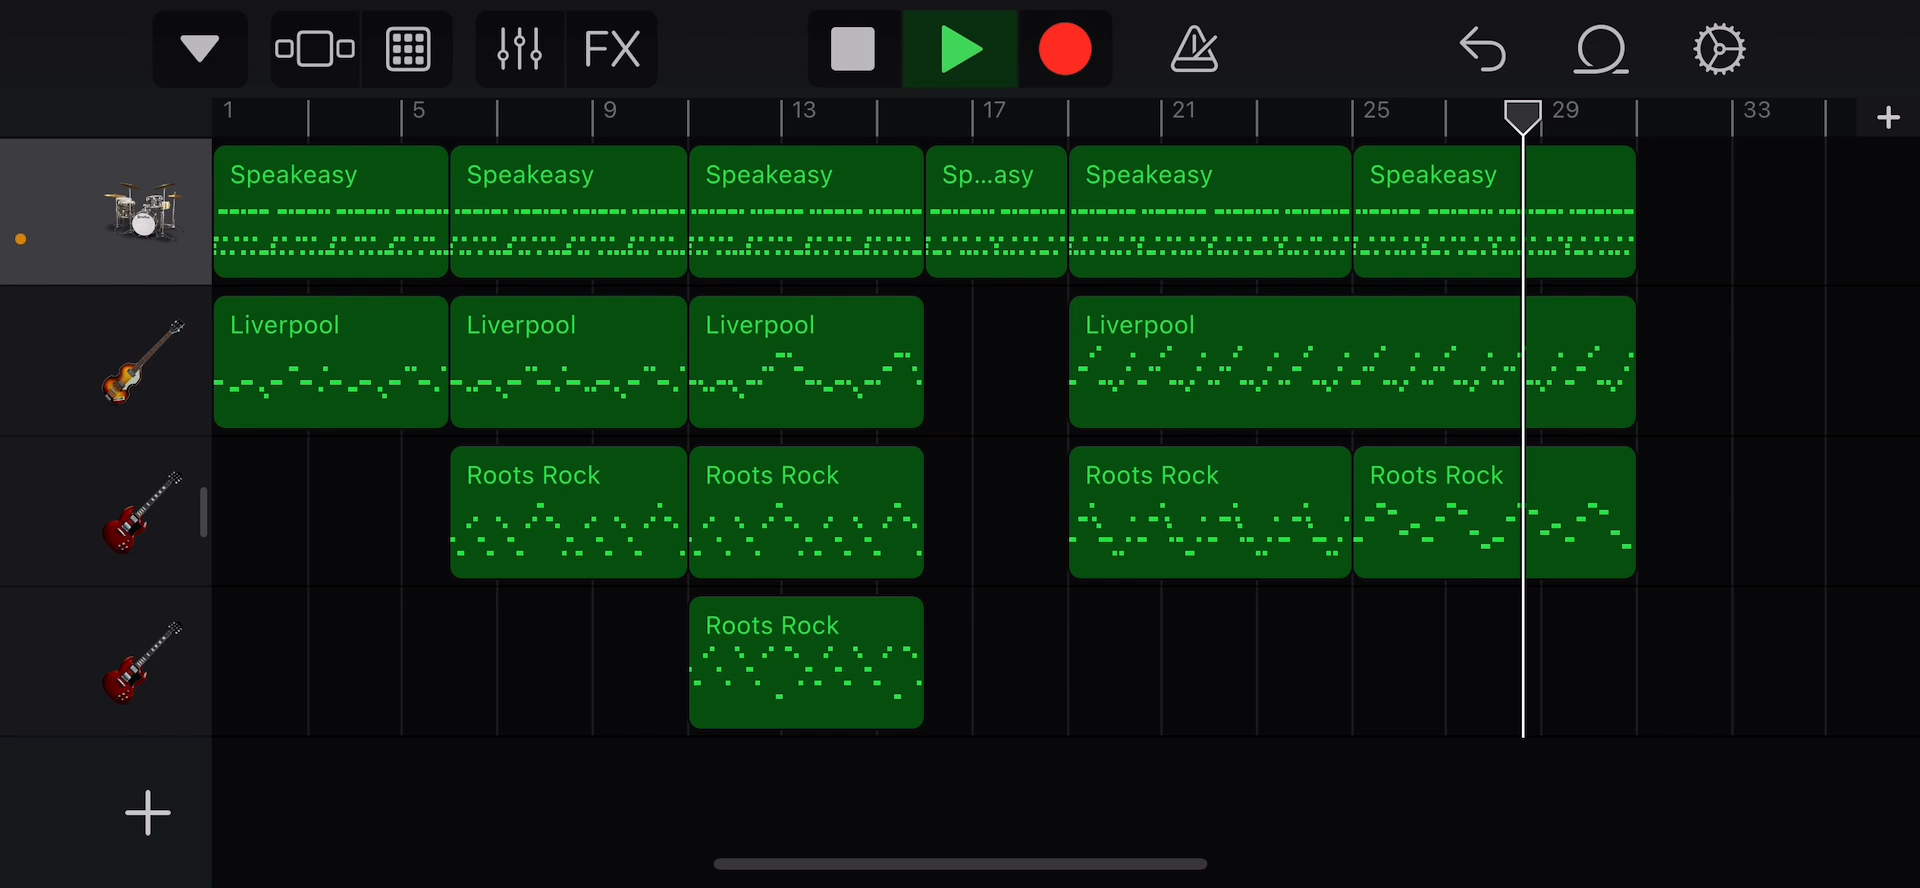 FX
1 5 9 13 17 21 25 29 33
Speakeasy Speakeasy Speakeasy Sp...asy Speakeasy Speakeasy
Liverpool Liverpool Liverpool Liverpool
Roots Rock Roots Rock Roots Rock Roots Rock
Roots Rock